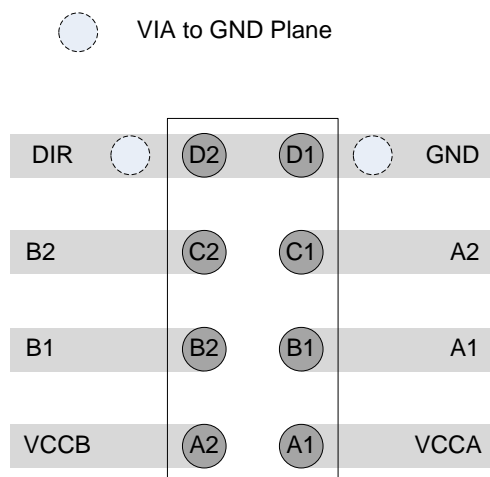 VIA to GND Plane
DIR D2 D1 GND
B2 C2 C1 A2
B1 B2 B1 A1
VCCB A2 A1 VCCA